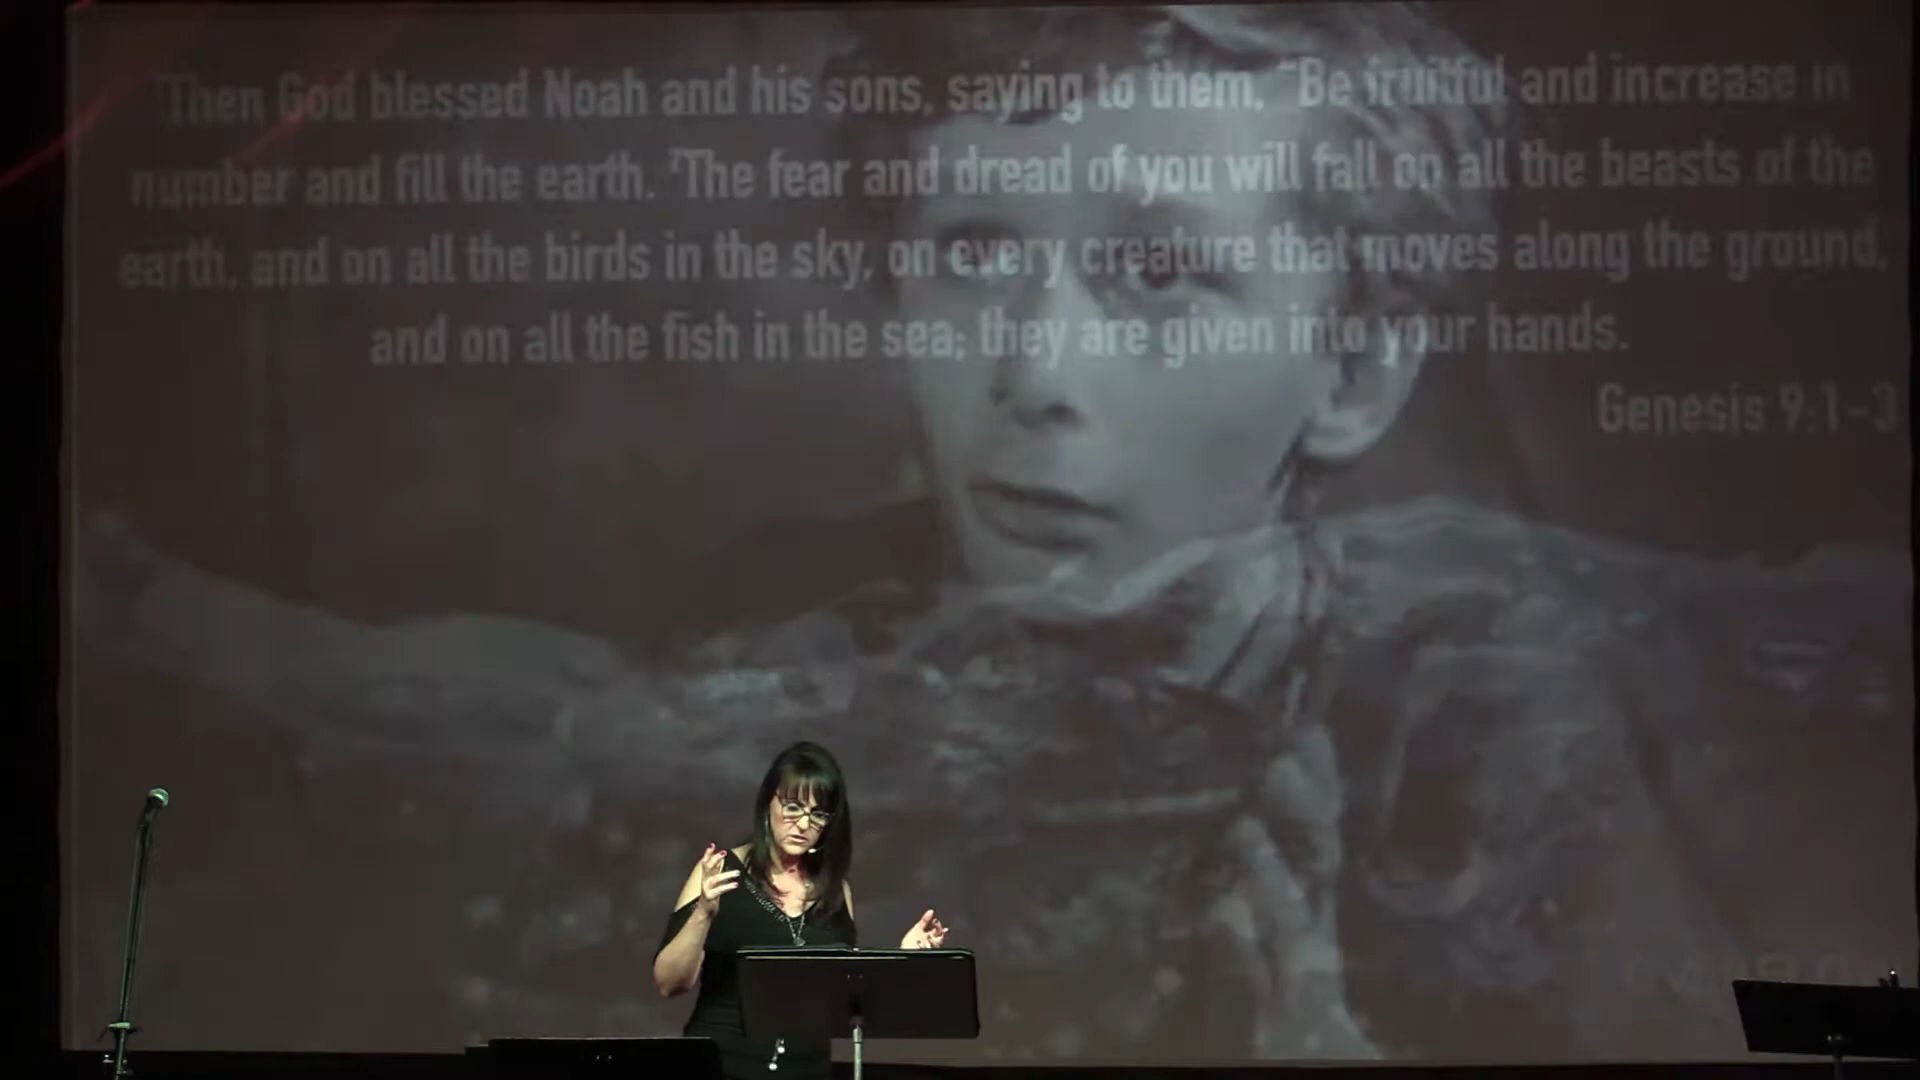 Then God blessed Noah and his sons, saying to them, "Be fruitful and increase in
number and fill the earth. ²The fear and dread of you will fall on all the beasts of the
earth, and on all the birds in the sky, on every creature that moves along the ground,
and on all the fish in the sea; they are given into your hands.
Genesis 9:1-3